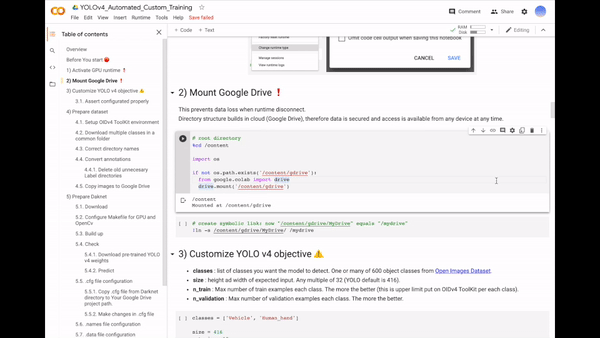 YOLOv4_Automated_Custom_Training
File Edit View Insert Runtime Tools Help Save failed
Comment Share
+ Code + Text
RAM
Disk
Editing
Table of contents
Overview
Before You start
1) Activate GPU runtime
2) Mount Google Drive
3) Customize YOLO v4 objective
3.1. Assert configured properly
4) Prepare dataset
4.1. Setup OIDv4 ToolKit environment
4.2. Download multiple classes in a common folder
4.3. Correct directory names
4.4. Convert annotations
4.4.1. Delete old unnecessary Label directories
4.5. Copy images to Google Drive
5) Prepare Daknet
5.1. Download
5.2. Configure Makefile for GPU and OpenCv
5.3. Build up
5.4. Check
5.4.1. Download pre-trained YOLO v4 weights
5.4.2. Predict
5.5. .cfg file configuration
5.5.1. Copy .cfg file from Darknet directory to Your Google Drive project path
5.5.2. Make changes in .cfg file
5.6. .names file configuration
5.7. .data file configuration
Change runtime type
Manage sessions
View runtime logs
Omit code cell output when saving this notebook
CANCEL SAVE
2) Mount Google Drive
This prevents data loss when runtime disconnect.
Directory structure builds in cloud (Google Drive), therefore data is secured and access is available from any device at any time.
# root directory
%cd /content
import os
if not os.path.exists('/content/gdrive'):
from google.colab import drive
drive.mount('/content/gdrive')
/content
Mounted at /content/gdrive
[ ] # create symbolic link: now "/content/gdrive/MyDrive" equals "/mydrive"
!ln -s /content/gdrive/MyDrive/ /mydrive
3) Customize YOLO v4 objective
• classes : list of classes you want the model to detect. One or many of 600 object classes from Open Images Dataset.
• size : height ad width of expected input. Any multiple of 32 (YOLO default is 416).
• n_train : Max number of train examples each class. The more the better (this is upper limit put on OIDv4 ToolKit per each class).
• n_validation : Max number of validation examples each class. The more the better.
[ ] classes = ['Vehicle', 'Human_hand']
size = 416